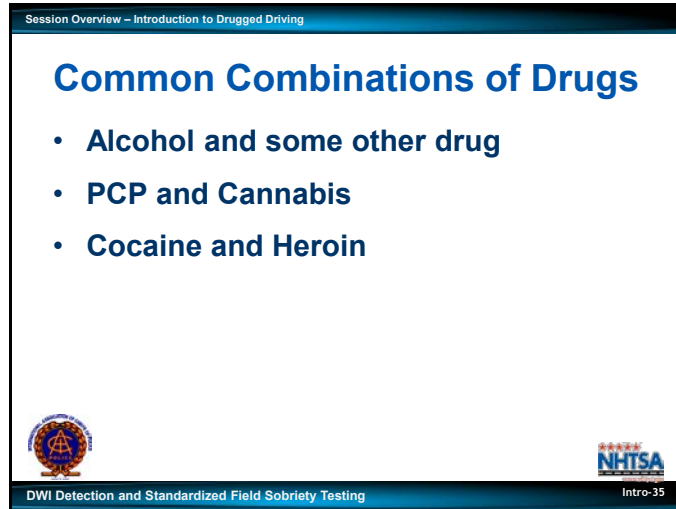 Session Overview – Introduction to Drugged Driving
Common Combinations of Drugs
• Alcohol and some other drug
• PCP and Cannabis
• Cocaine and Heroin
NHTSA
DWI Detection and Standardized Field Sobriety Testing
Intro-35